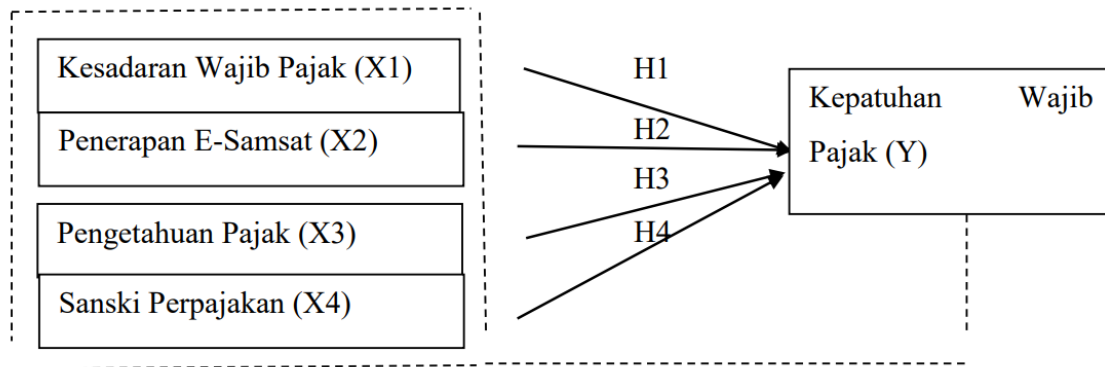 Kesadaran Wajib Pajak (X1)
Penerapan E-Samsat (X2)
Pengetahuan Pajak (X3)
Sanski Perpajakan (X4)
H1
H2
H3
H4
Kepatuhan Wajib
Pajak (Y)